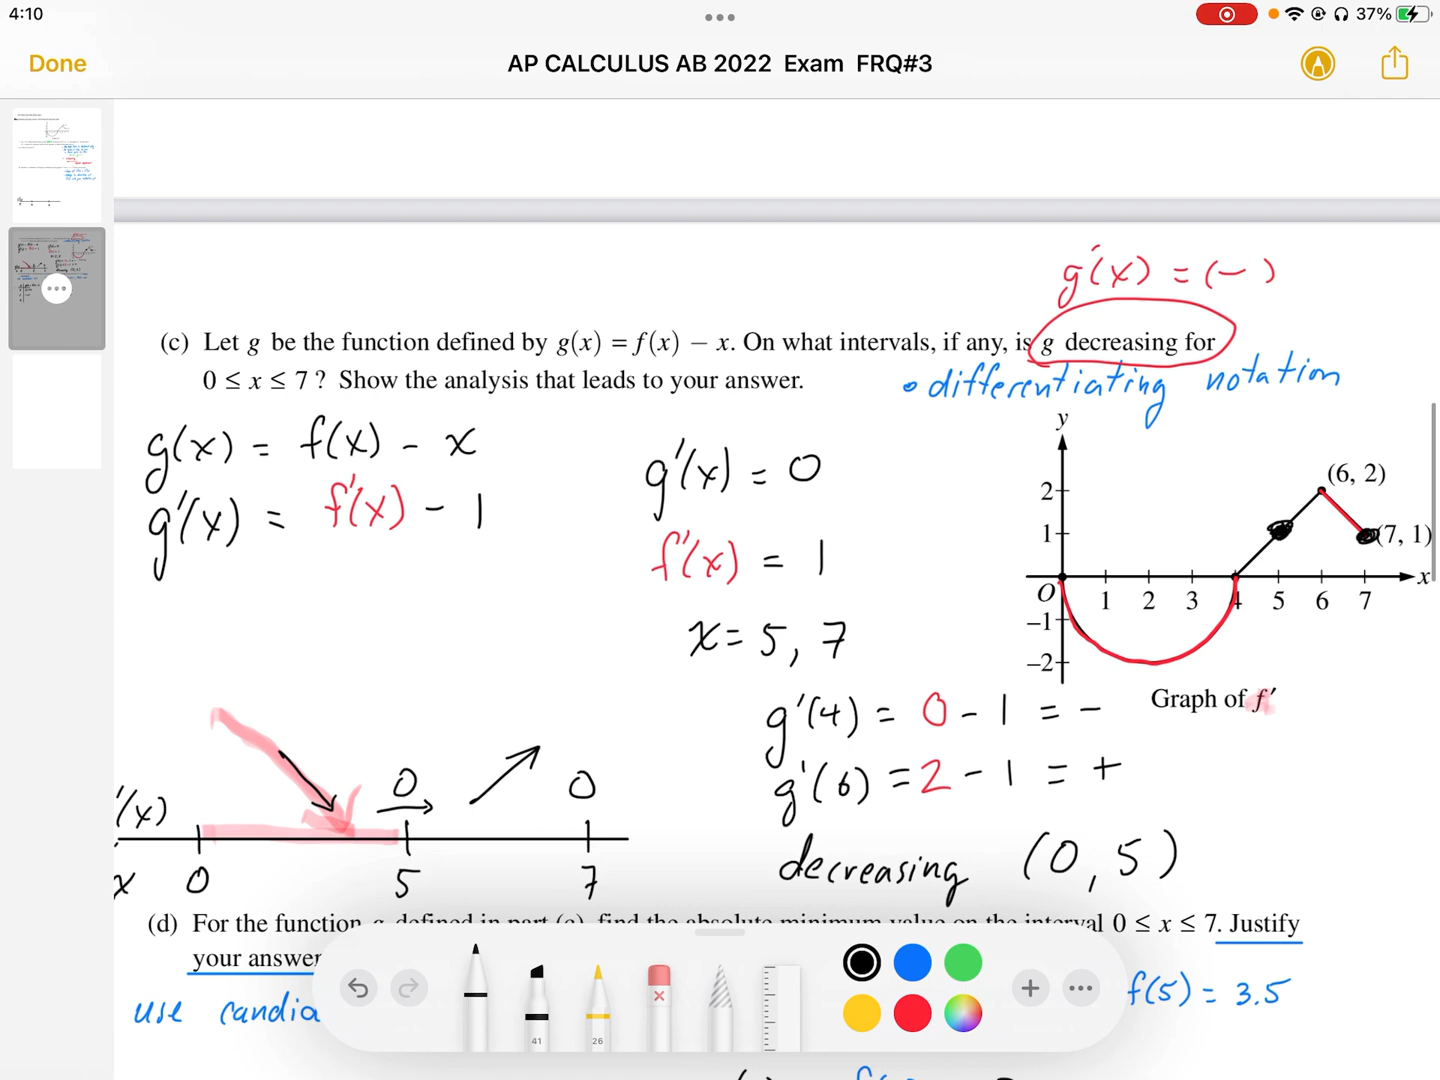 4:10
37%
Done
AP CALCULUS AB 2022 Exam FRQ#3
g'(x) = (-)
(c) Let g be the function defined by g(x) = f(x) − x. On what intervals, if any, is g decreasing for
0 ≤ x ≤ 7? Show the analysis that leads to your answer.
• differentiating notation
g(x) = f(x) - x
g'(x) = f'(x) - 1
g'(x) = 0
f'(x) = 1
x = 5, 7
y
2
1
O
−1
−2
1 2 3 4 5 6 7
x
(6, 2)
(7, 1)
Graph of f'
g'(4) = 0 - 1 = -
g'(6) = 2 - 1 = +
decreasing (0, 5)
'(x)
0
0
x 0 5 7
(d) For the function g defined in part (c), find the absolute minimum value on the interval 0 ≤ x ≤ 7. Justify
your answer
use candia
f(5) = 3.5
41
26